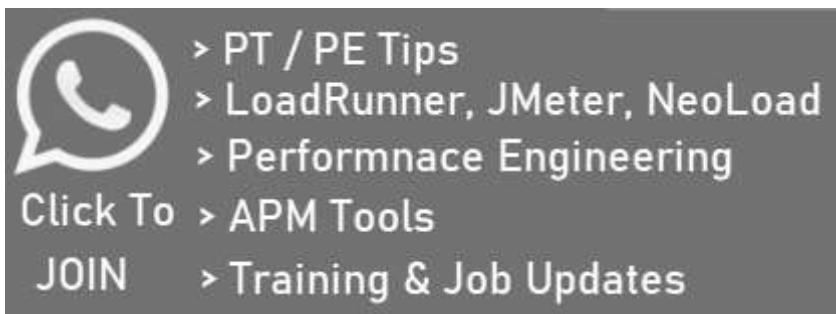 > PT / PE Tips
> LoadRunner, JMeter, NeoLoad
> Performnace Engineering
Click To
> APM Tools
JOIN
> Training & Job Updates